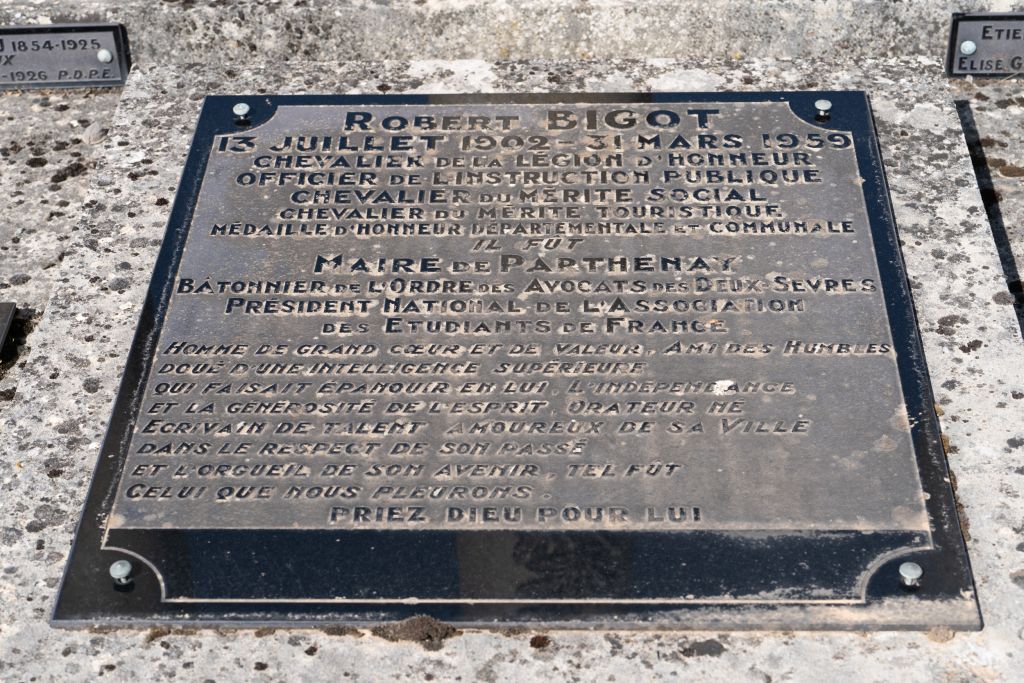 1854-1925
-1926 P.D.P.E.
ETIE
ELISE G
ROBERT BIGOT
13 JUILLET 1902 - 31 MARS 1959
CHEVALIER DE LA LÉGION D'HONNEUR
OFFICIER DE L'INSTRUCTION PUBLIQUE
CHEVALIER DU MÉRITE SOCIAL
CHEVALIER DU MÉRITE TOURISTIQUE
MÉDAILLE D'HONNEUR DÉPARTEMENTALE ET COMMUNALE
IL FUT
MAIRE DE PARTHENAY
BÂTONNIER DE L'ORDRE DES AVOCATS DES DEUX-SEVRES
PRÉSIDENT NATIONAL DE L'ASSOCIATION
DES ETUDIANTS DE FRANCE
HOMME DE GRAND CŒUR ET DE VALEUR, AMI DES HUMBLES
DOUÉ D'UNE INTELLIGENCE SUPÉRIEURE
QUI FAISAIT ÉPANOUIR EN LUI, L'INDÉPENDANCE
ET LA GÉNÉROSITÉ DE L'ESPRIT, ORATEUR NÉ
ECRIVAIN DE TALENT AMOUREUX DE SA VILLE
DANS LE RESPECT DE SON PASSÉ
ET L'ORGUEIL DE SON AVENIR, TEL FUT
CELUI QUE NOUS PLEURONS.
PRIEZ DIEU POUR LUI